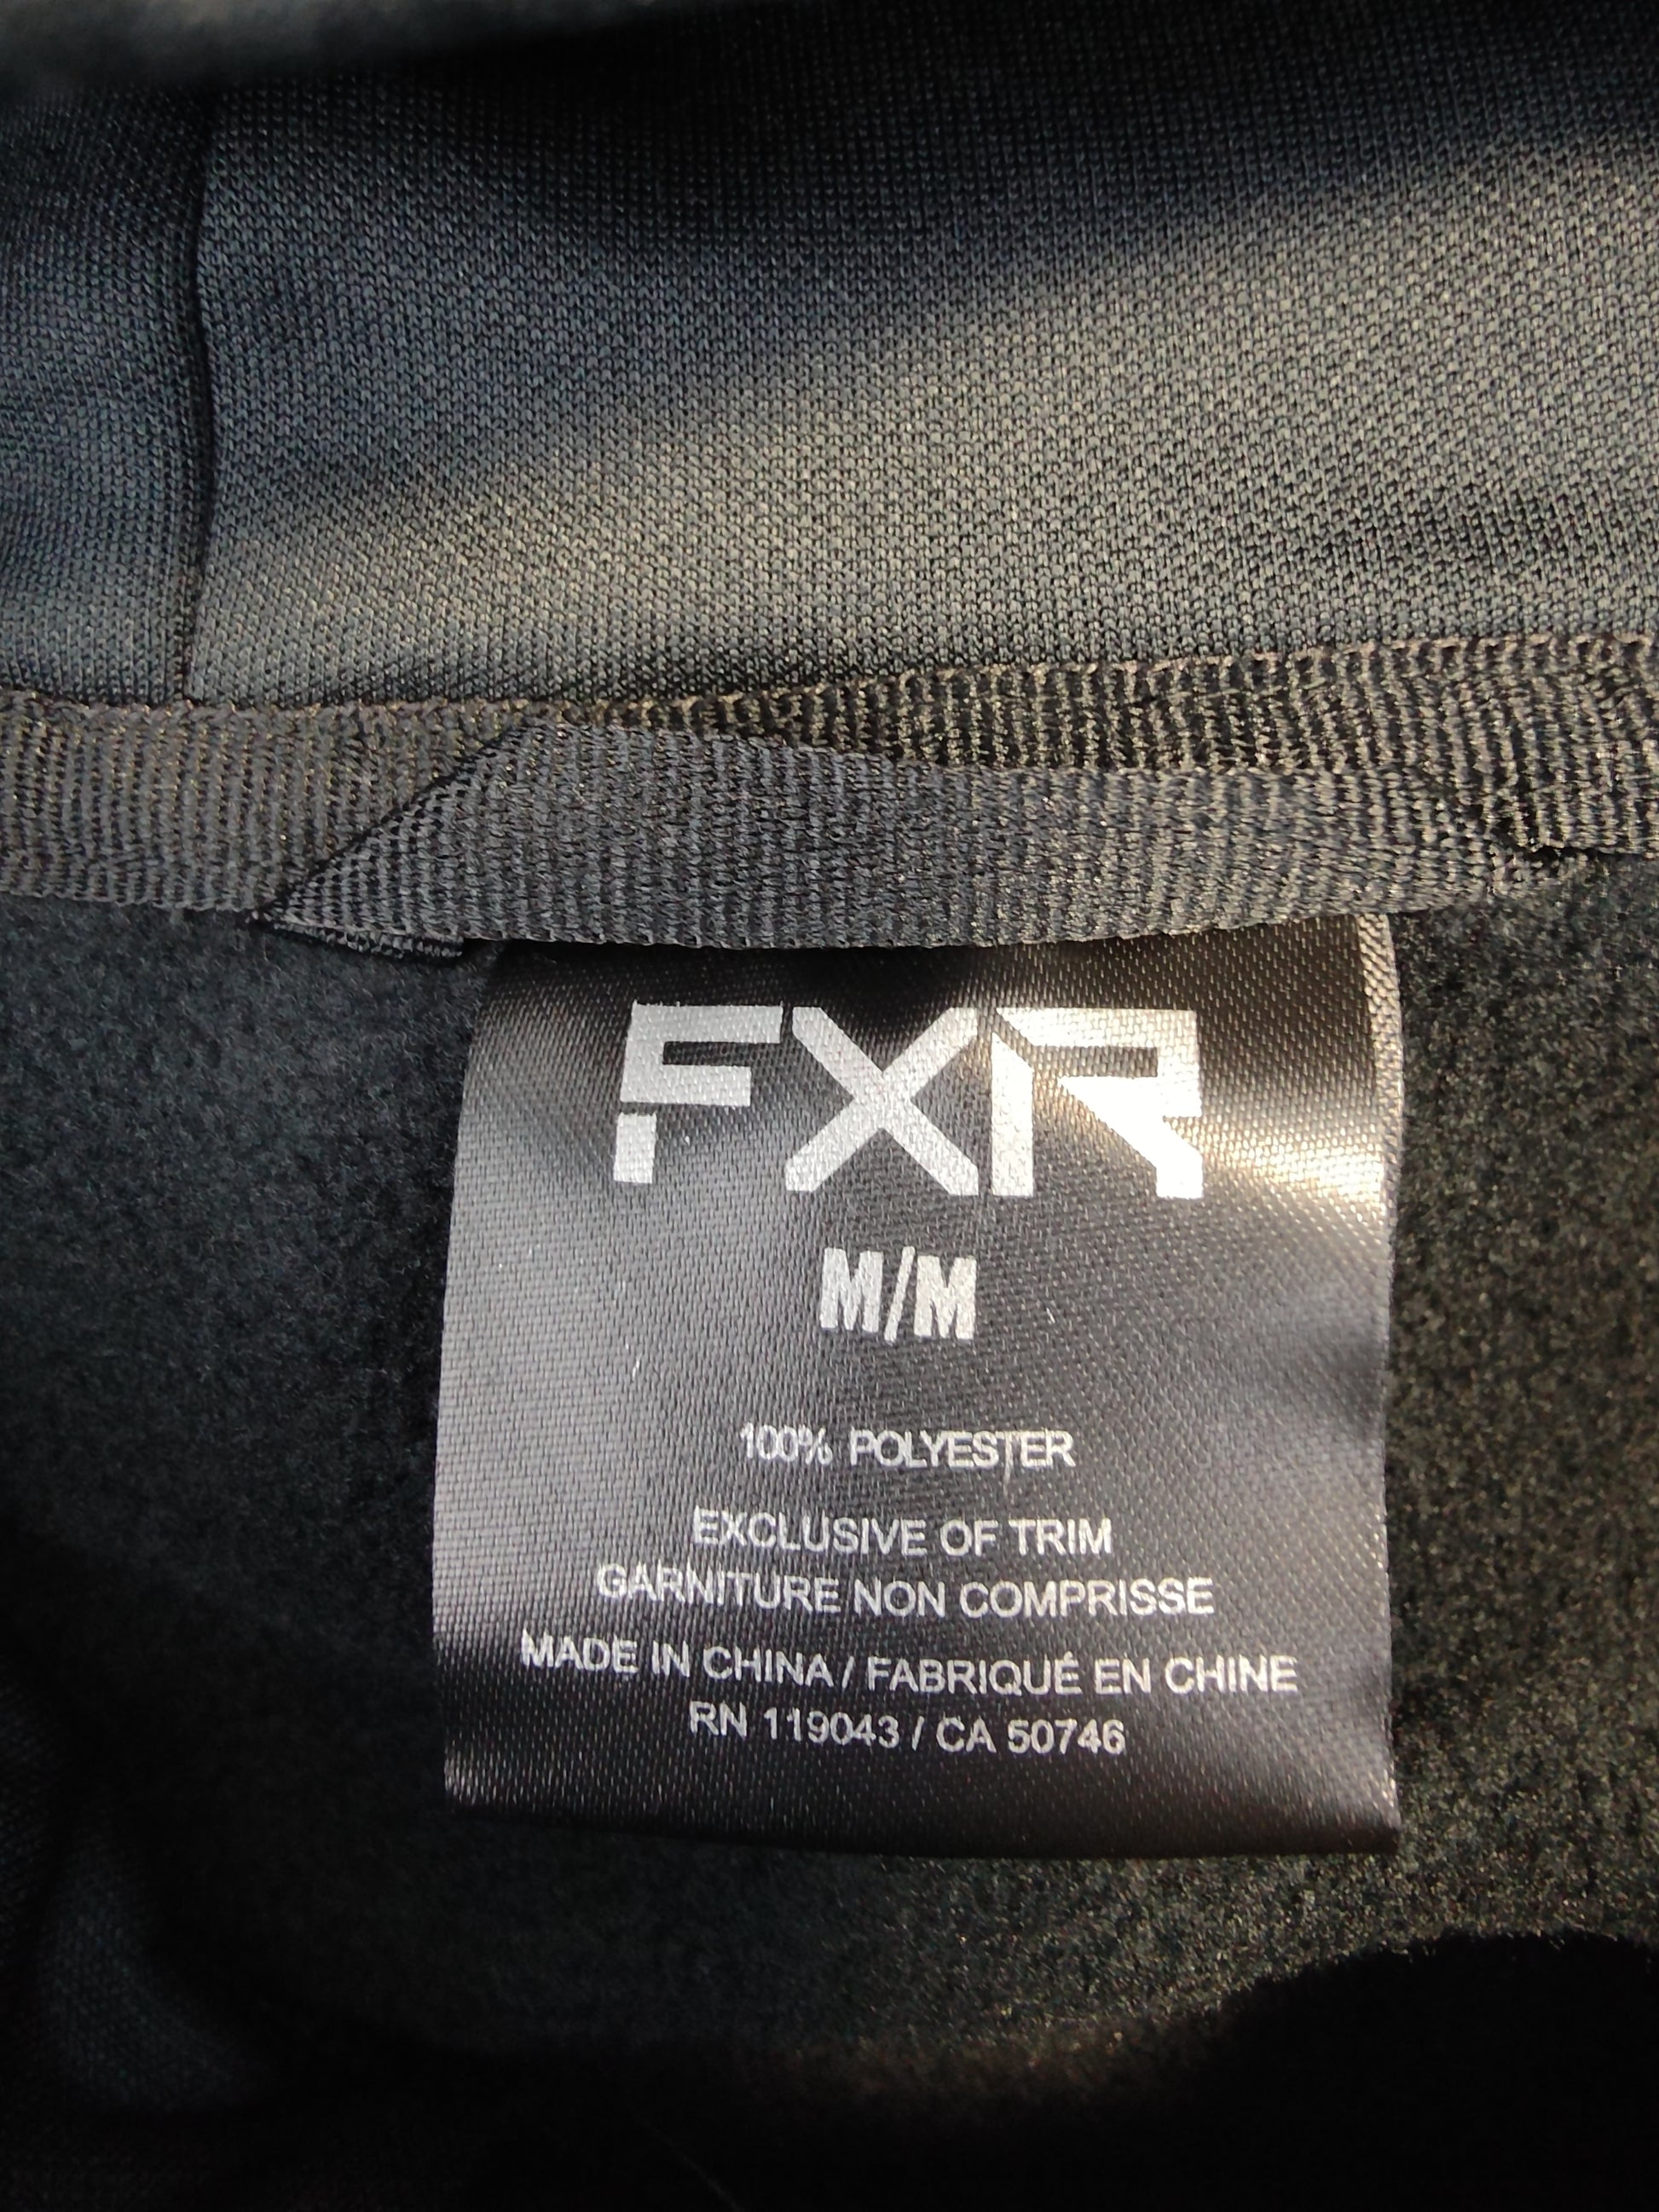 FXR
M/M
100% POLYESTER
EXCLUSIVE OF TRIM
GARNITURE NON COMPRISSE
MADE IN CHINA / FABRIQUÉ EN CHINE
RN 119043 / CA 50746